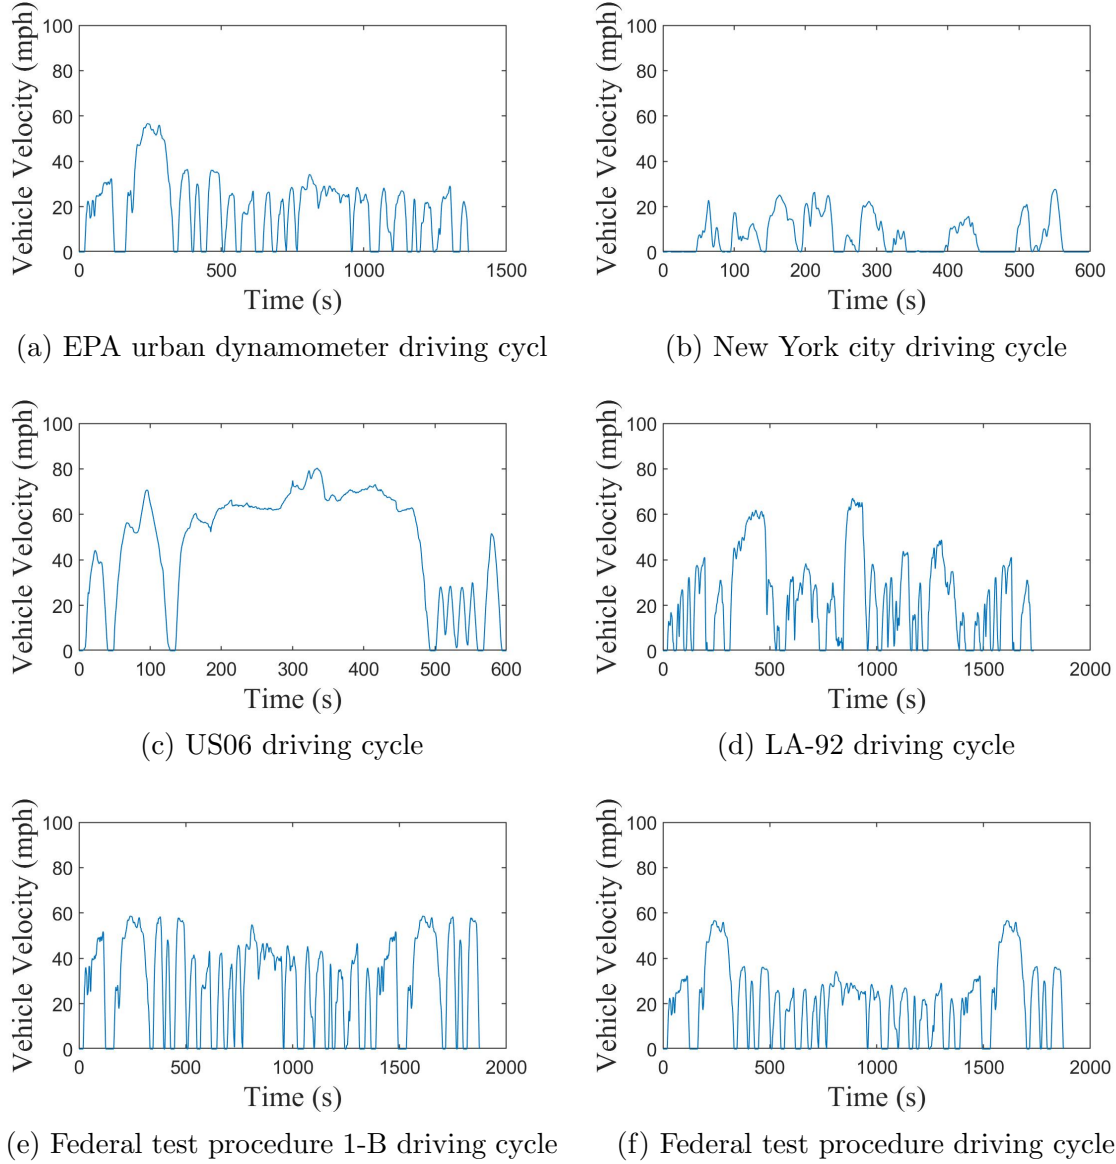 Vehicle Velocity (mph)
100
80
60
40
20
0
0 500 1000 1500
Time (s)
(a) EPA urban dynamometer driving cycl
Vehicle Velocity (mph)
100
80
60
40
20
0
0 100 200 300 400 500 600
Time (s)
(b) New York city driving cycle
Vehicle Velocity (mph)
100
80
60
40
20
0
0 100 200 300 400 500 600
Time (s)
(c) US06 driving cycle
Vehicle Velocity (mph)
100
80
60
40
20
0
0 500 1000 1500 2000
Time (s)
(d) LA-92 driving cycle
Vehicle Velocity (mph)
100
80
60
40
20
0
0 500 1000 1500 2000
Time (s)
(e) Federal test procedure 1-B driving cycle
Vehicle Velocity (mph)
100
80
60
40
20
0
0 500 1000 1500 2000
Time (s)
(f) Federal test procedure driving cycle